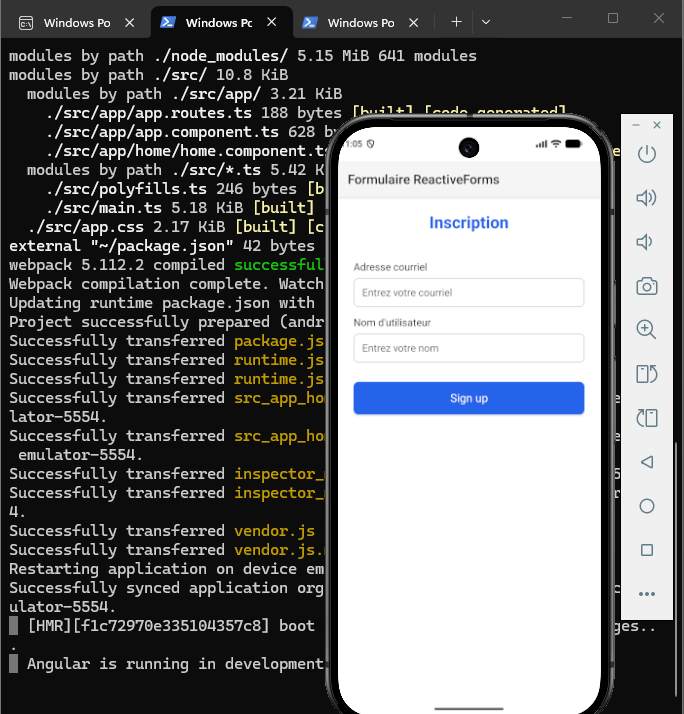 Windows Po
Windows Pc
Windows Po
modules by path ./node_modules/ 5.15 MiB 641 modules
modules by path ./src/ 10.8 KiB
modules by path ./src/app/ 3.21 KiB
./src/app/app.routes.ts 188 bytes [built] [code generated]
./src/app/app.component.ts 628 by
./src/app/home/home.component.ts
modules by path ./src/*.ts 5.42 K
./src/polyfills.ts 246 bytes [b
./src/main.ts 5.18 KiB [built]
./src/app.css 2.17 KiB [built] [c
external "~/package.json" 42 bytes
webpack 5.112.2 compiled successful
Webpack compilation complete. Watch
Updating runtime package.json with
Project successfully prepared (andr
Successfully transferred package.js
Successfully transferred runtime.js
Successfully transferred runtime.js
Successfully transferred src_app_ho
lator-5554.
Successfully transferred src_app_ho
emulator-5554.
Successfully transferred inspector_
Successfully transferred inspector_
4.
Successfully transferred vendor.js
Successfully transferred vendor.js.
Restarting application on device em
Successfully synced application org
ulator-5554.
[HMR][f1c72970e335104357c8] boot ges..
.
Angular is running in development
1:05
Formulaire ReactiveForms
Inscription
Adresse courriel
Entrez votre courriel
Nom d'utilisateur
Entrez votre nom
Sign up